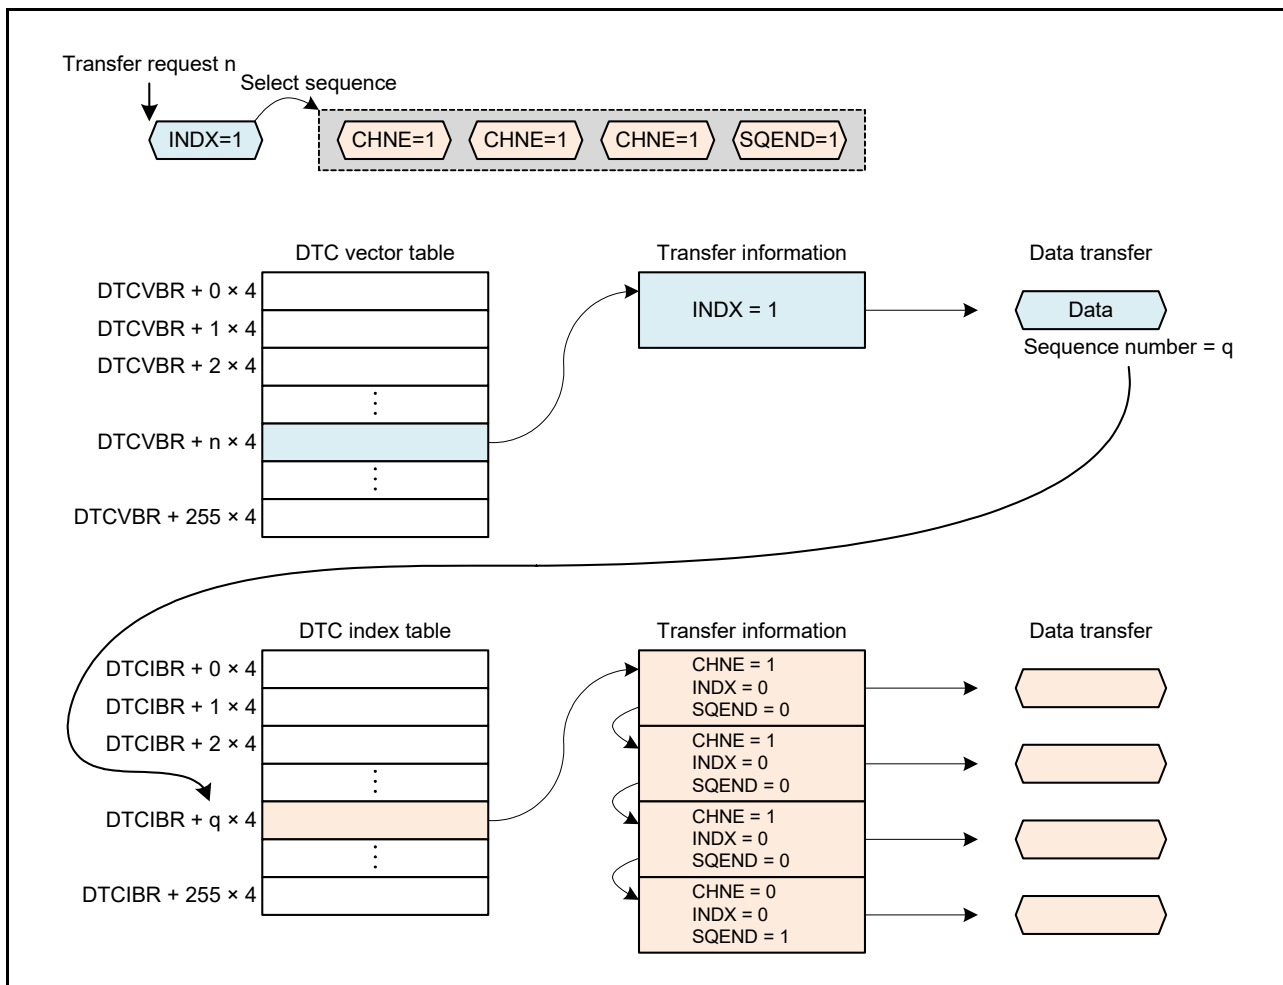 Transfer request n
Select sequence
INDX=1
CHNE=1
CHNE=1
CHNE=1
SQEND=1
DTC vector table
Transfer information
Data transfer
DTCVBR + 0 × 4
DTCVBR + 1 × 4
DTCVBR + 2 × 4
⋮
DTCVBR + n × 4
⋮
DTCVBR + 255 × 4
INDX = 1
Data
Sequence number = q
DTC index table
Transfer information
Data transfer
DTCIBR + 0 × 4
DTCIBR + 1 × 4
DTCIBR + 2 × 4
⋮
DTCIBR + q × 4
⋮
DTCIBR + 255 × 4
CHNE = 1
INDX = 0
SQEND = 0
CHNE = 1
INDX = 0
SQEND = 0
CHNE = 1
INDX = 0
SQEND = 0
CHNE = 0
INDX = 0
SQEND = 1